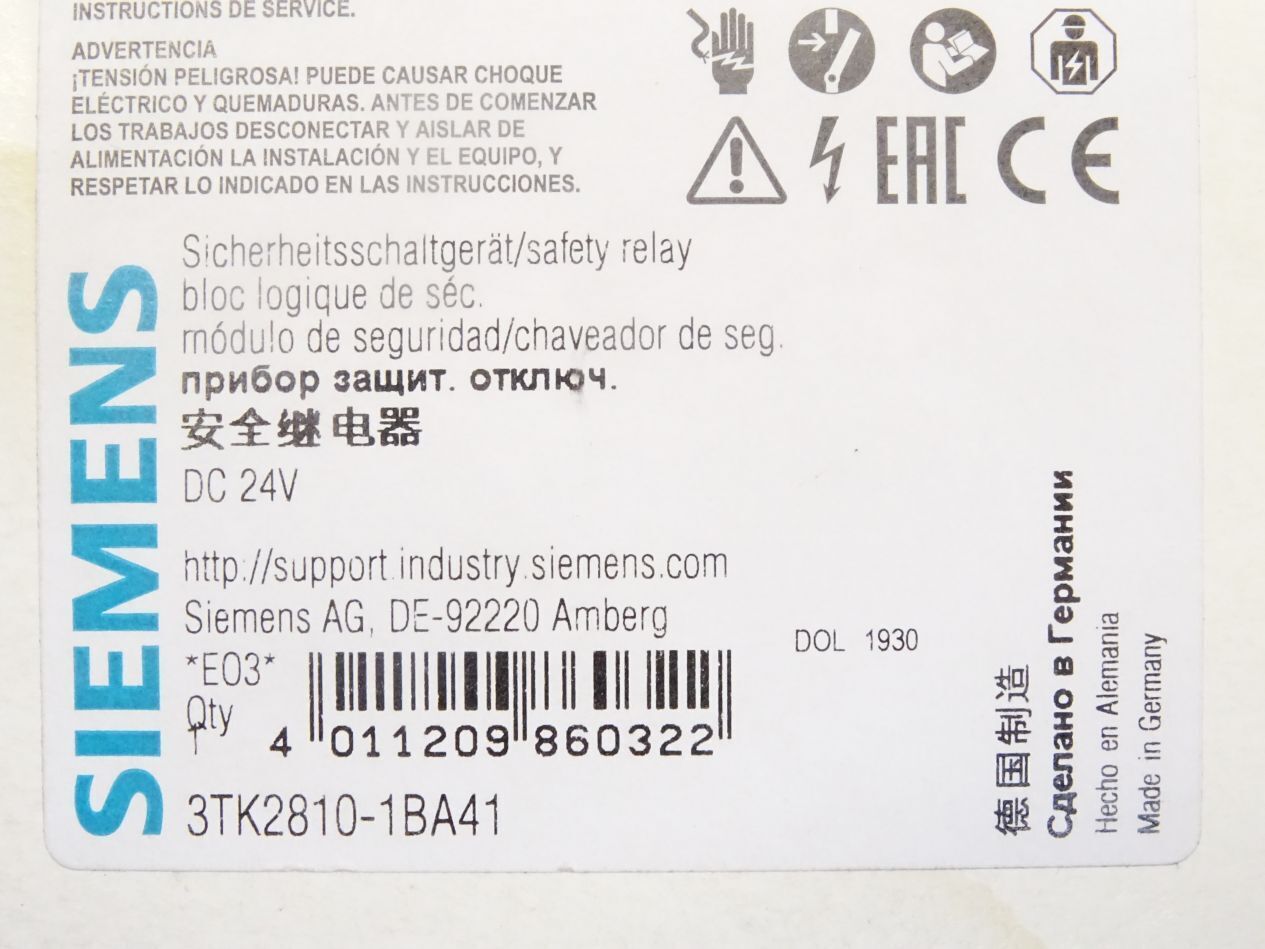 INSTRUCTIONS DE SERVICE.
ADVERTENCIA
¡TENSIÓN PELIGROSA! PUEDE CAUSAR CHOQUE
ELÉCTRICO Y QUEMADURAS. ANTES DE COMENZAR
LOS TRABAJOS DESCONECTAR Y AISLAR DE
ALIMENTACIÓN LA INSTALACIÓN Y EL EQUIPO, Y
RESPETAR LO INDICADO EN LAS INSTRUCCIONES.
EAC CE
SIEMENS
Sicherheitsschaltgerät/safety relay
bloc logique de séc.
módulo de seguridad/chaveador de seg.
прибор защит. отключ.
安全继电器
DC 24V
http://support.industry.siemens.com
Siemens AG, DE-92220 Amberg
*E03*
Qty
1
4 011209 860322
DOL 1930
3TK2810-1BA41
德国制造
Сделано в Германии
Hecho en Alemania
Made in Germany